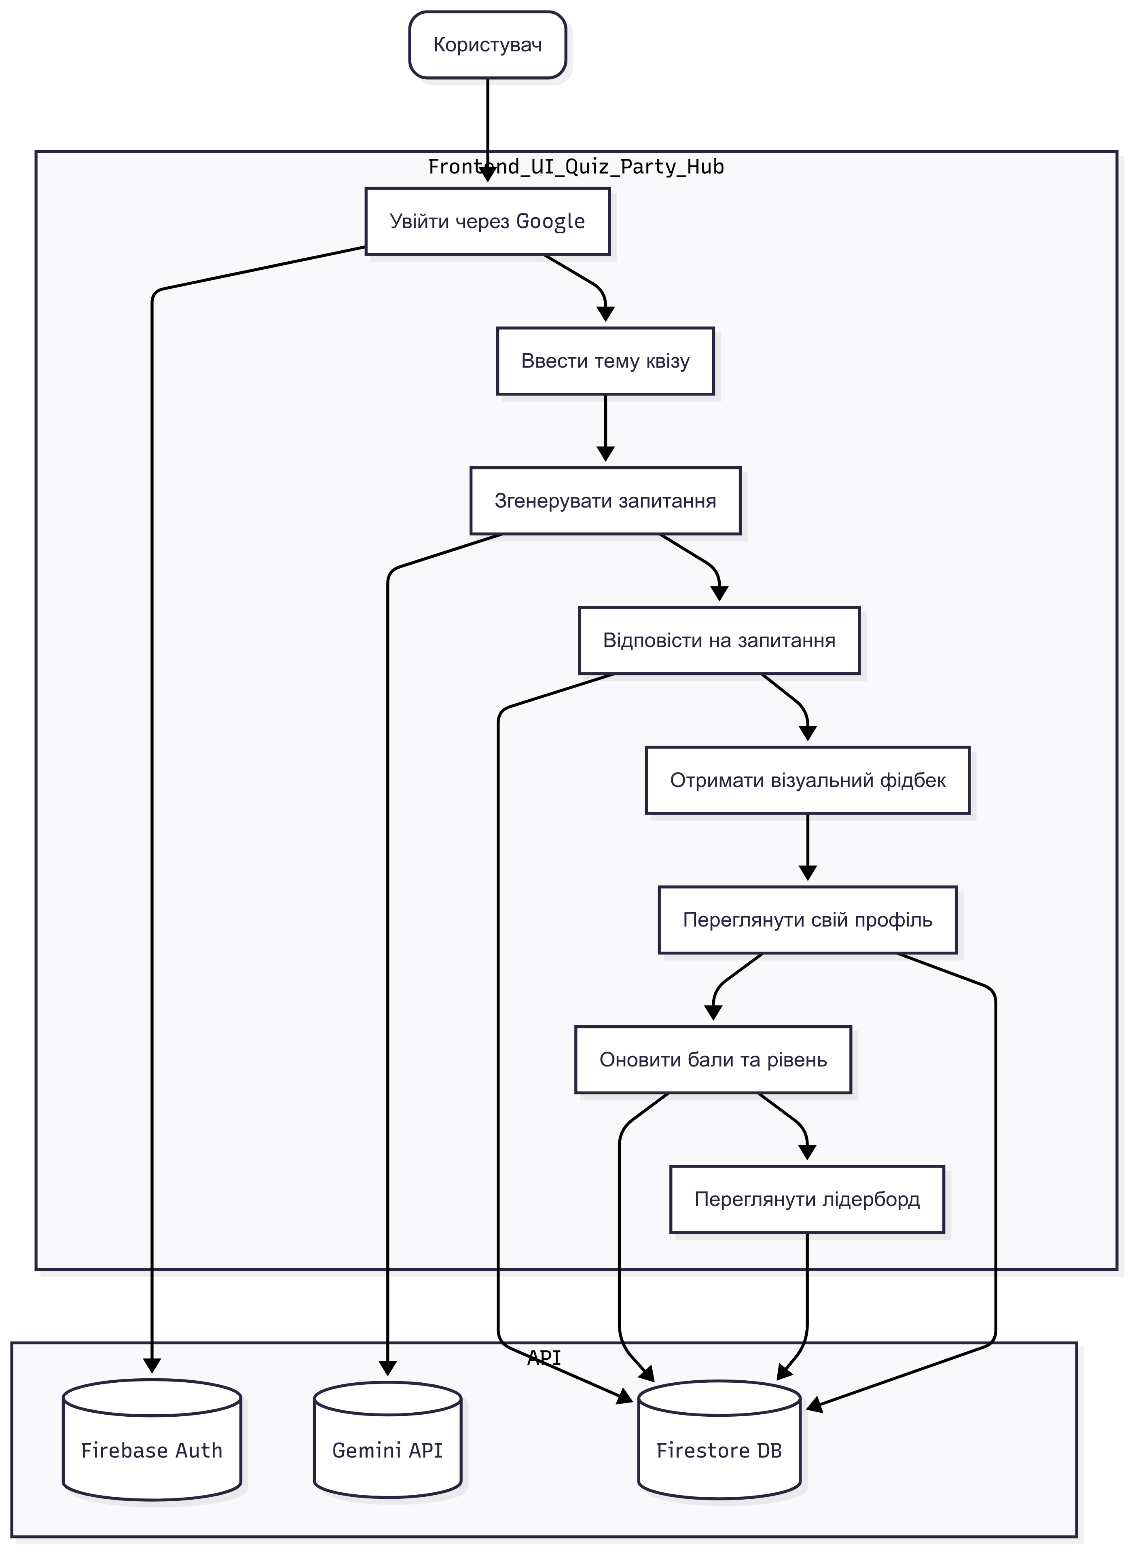 Користувач
Frontend_UI_Quiz_Party_Hub
Увійти через Google
Ввести тему квізу
Згенерувати запитання
Відповісти на запитання
Отримати візуальний фідбек
Переглянути свій профіль
Оновити бали та рівень
Переглянути лідерборд
API
Firebase Auth
Gemini API
Firestore DB